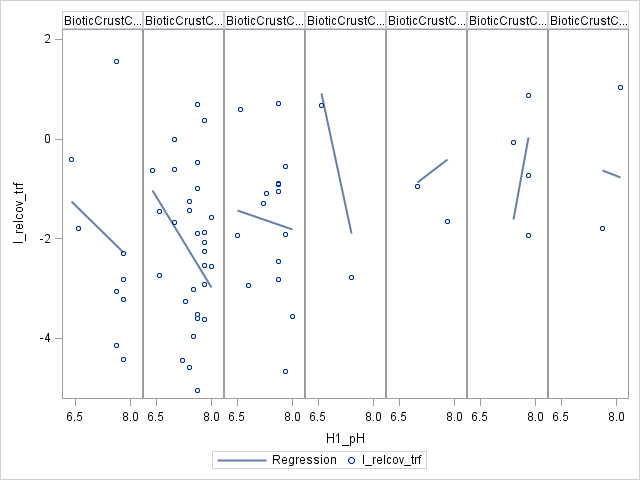 BioticCrustC... BioticCrustC... BioticCrustC... BioticCrustC... BioticCrustC... BioticCrustC... BioticCrustC...
2
0
-2
-4
l_relcov_trf
6.5 8.0 6.5 8.0 6.5 8.0 6.5 8.0 6.5 8.0 6.5 8.0 6.5 8.0
H1_pH
Regression l_relcov_trf